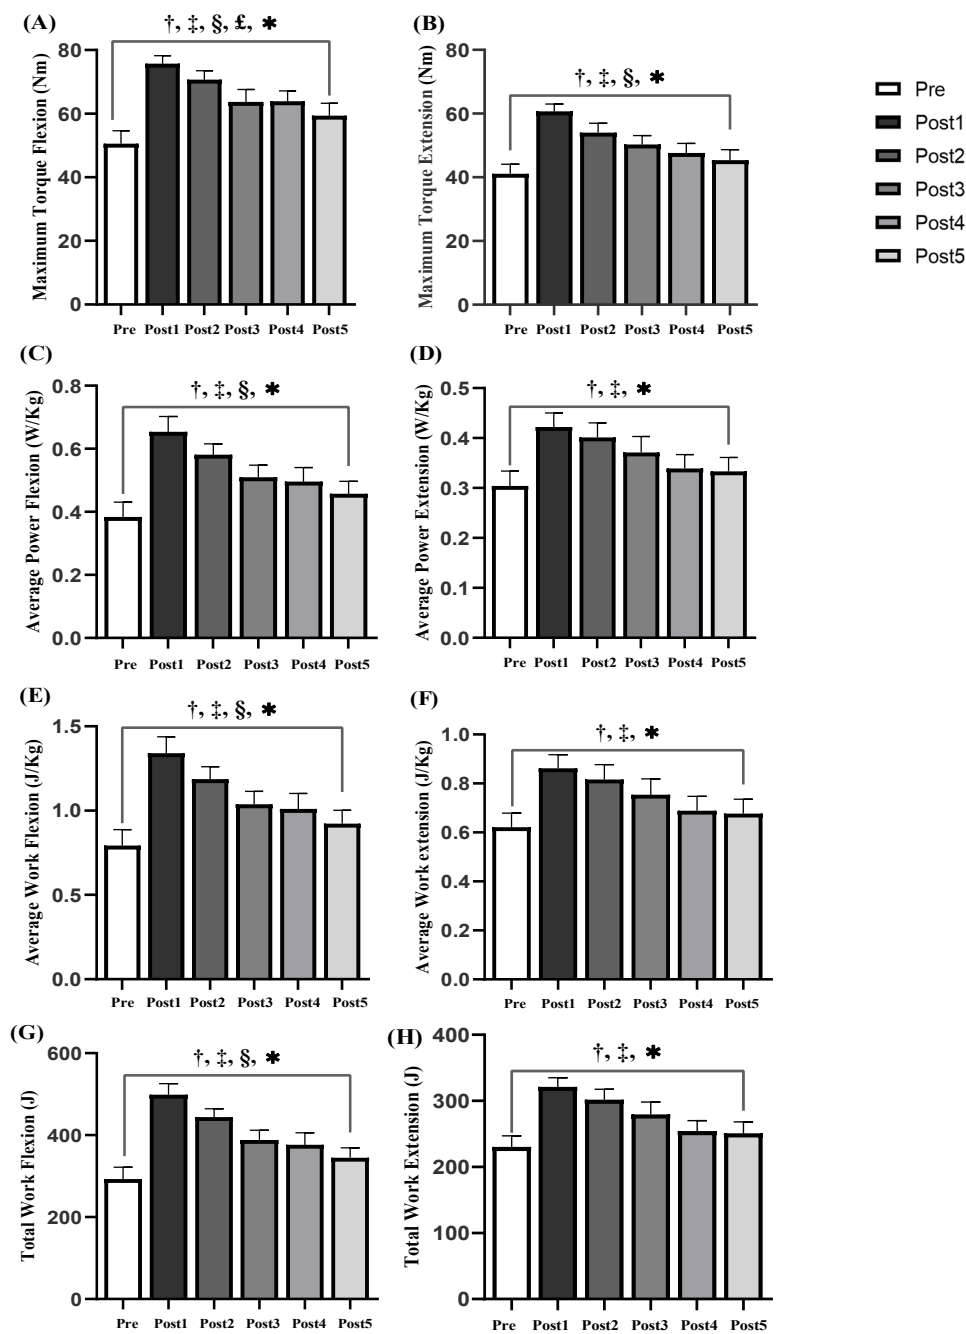 (A)
†, ‡, §, £, ✱
Maximum Torque Flexion (Nm)
80
60
40
20
0
Pre Post1 Post2 Post3 Post4 Post5
(B)
†, ‡, §, ✱
Maximum Torque Extension (Nm)
80
60
40
20
0
Pre Post1 Post2 Post3 Post4 Post5
Pre
Post1
Post2
Post3
Post4
Post5
(C)
†, ‡, §, ✱
Average Power Flexion (W/Kg)
0.8
0.6
0.4
0.2
0.0
Pre Post1 Post2 Post3 Post4 Post5
(D)
†, ‡, ✱
Average Power Extension (W/Kg)
0.5
0.4
0.3
0.2
0.1
0.0
Pre Post1 Post2 Post3 Post4 Post5
(E)
†, ‡, §, ✱
Average Work Flexion (J/Kg)
1.5
1.0
0.5
0.0
Pre Post1 Post2 Post3 Post4 Post5
(F)
†, ‡, ✱
Average Work extension (J/Kg)
1.0
0.8
0.6
0.4
0.2
0.0
Pre Post1 Post2 Post3 Post4 Post5
(G)
†, ‡, §, ✱
Total Work Flexion (J)
600
400
200
0
Pre Post1 Post2 Post3 Post4 Post5
(H)
†, ‡, ✱
Total Work Extension (J)
400
300
200
100
0
Pre Post1 Post2 Post3 Post4 Post5